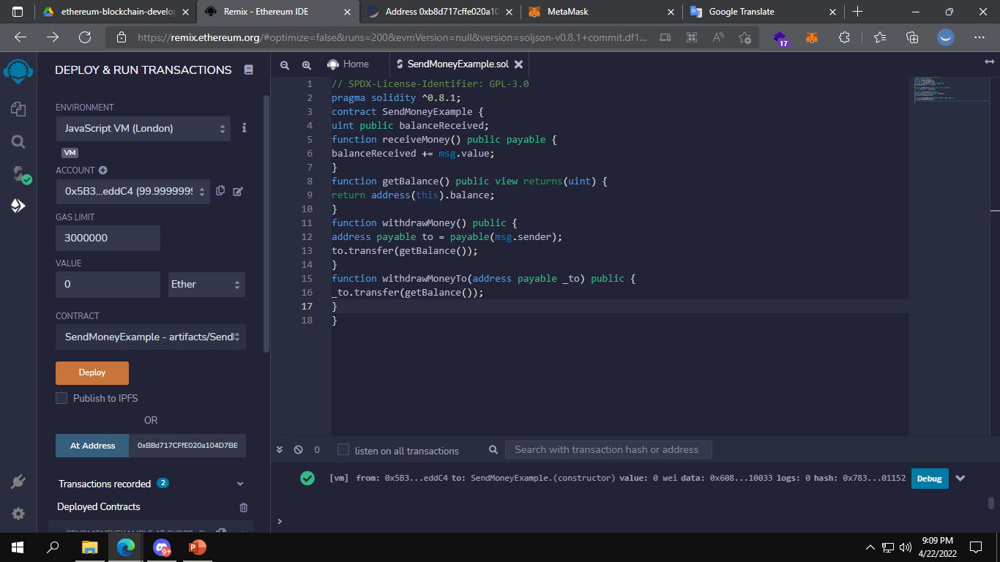 ethereum-blockchain-develo
Remix - Ethereum IDE
Address 0xb8d717cffe020a10
MetaMask
Google Translate
https://remix.ethereum.org/#optimize=false&runs=200&evmVersion=null&version=soljson-v0.8.1+commit.df1...
17
DEPLOY & RUN TRANSACTIONS
ENVIRONMENT
JavaScript VM (London)
VM
ACCOUNT
0x5B3...eddC4 (99.9999999
GAS LIMIT
3000000
VALUE
0
Ether
CONTRACT
SendMoneyExample - artifacts/Send
Deploy
Publish to IPFS
OR
At Address
0xB8d717CFfE020a104D7BE
Transactions recorded 2
Deployed Contracts
Home
SendMoneyExample.sol
1 // SPDX-License-Identifier: GPL-3.0
2 pragma solidity ^0.8.1;
3 contract SendMoneyExample {
4 uint public balanceReceived;
5 function receiveMoney() public payable {
6 balanceReceived += msg.value;
7 }
8 function getBalance() public view returns(uint) {
9 return address(this).balance;
10 }
11 function withdrawMoney() public {
12 address payable to = payable(msg.sender);
13 to.transfer(getBalance());
14 }
15 function withdrawMoneyTo(address payable _to) public {
16 _to.transfer(getBalance());
17 }
18 }
0
listen on all transactions
Search with transaction hash or address
[vm] from: 0x5B3...eddC4 to: SendMoneyExample.(constructor) value: 0 wei data: 0x608...10033 logs: 0 hash: 0x783...01152
Debug
>
9+
9:09 PM
4/22/2022